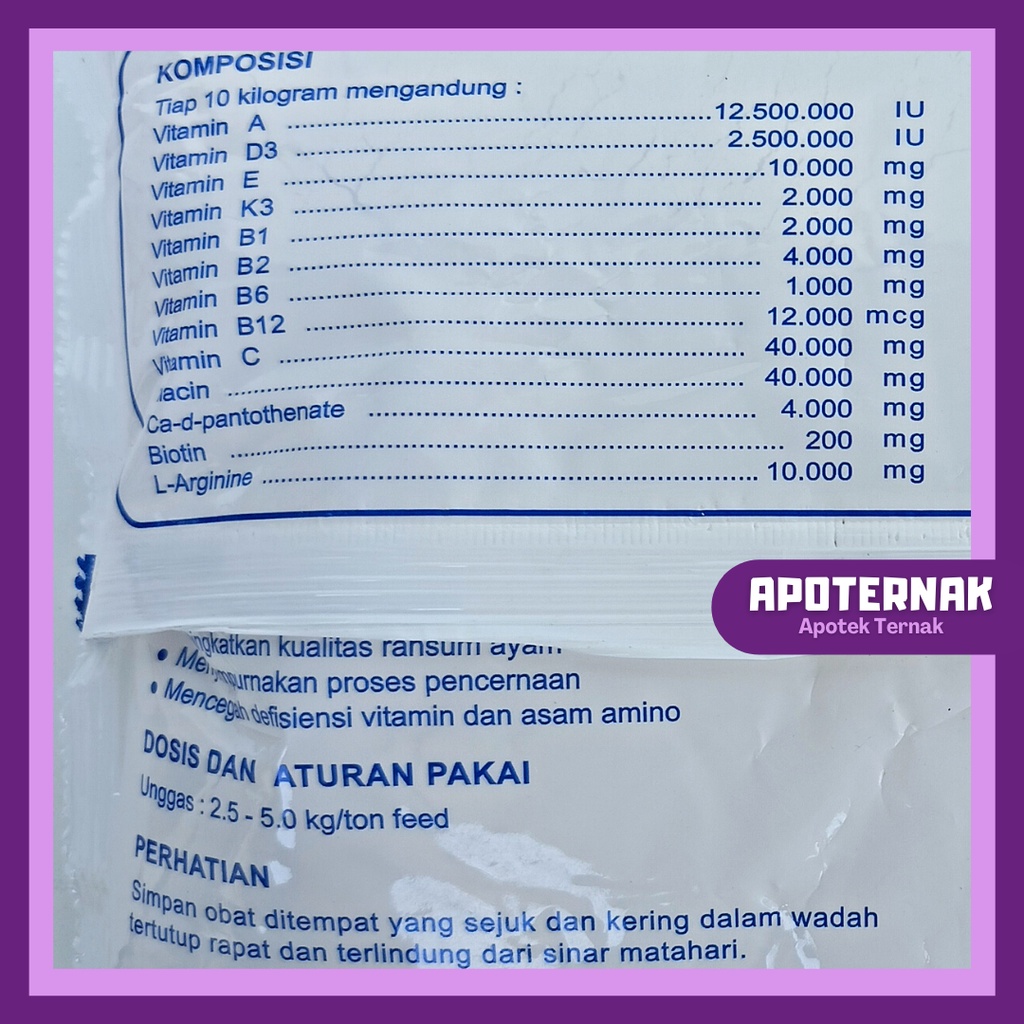 KOMPOSISI
Tiap 10 kilogram mengandung :
Vitamin A ........ 12.500.000 IU
Vitamin D3 ........ 2.500.000 IU
Vitamin E ........ 10.000 mg
Vitamin K3 ........ 2.000 mg
Vitamin B1 ........ 2.000 mg
Vitamin B2 ........ 4.000 mg
Vitamin B6 ........ 1.000 mg
Vitamin B12 ........ 12.000 mcg
Vitamin C ........ 40.000 mg
acin ........ 40.000 mg
Ca-d-pantothenate ........ 4.000 mg
Biotin ........ 200 mg
L-Arginine ........ 10.000 mg
APOTERNAK
Apotek Ternak
ngkatkan kualitas ransum ayam
• Menyempurnakan proses pencernaan
• Mencegah defisiensi vitamin dan asam amino
DOSIS DAN ATURAN PAKAI
Unggas : 2.5 - 5.0 kg/ton feed
PERHATIAN
Simpan obat ditempat yang sejuk dan kering dalam wadah
tertutup rapat dan terlindung dari sinar matahari.